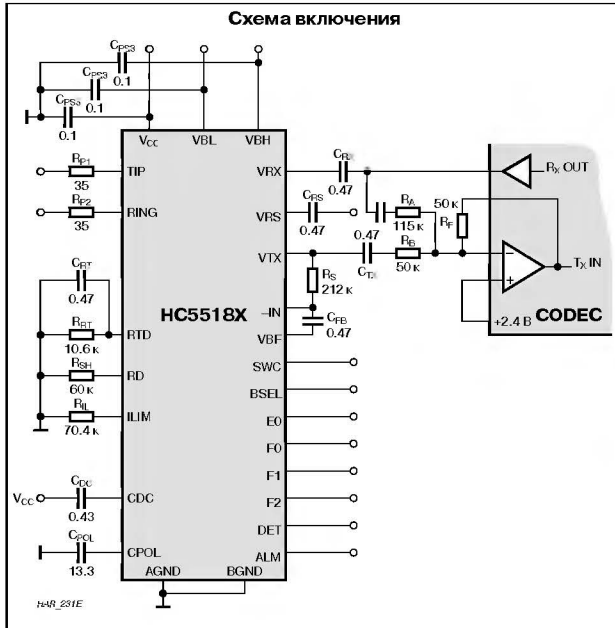 Схема включения
CPS3
0.1
CPS3
0.1
CPS5
0.1
VCC
VBL
VBH
RP1
35
TIP
RP2
35
RING
CRT
0.47
RRT
10.6 к
RTD
RSH
60 к
RD
RIL
70.4 к
ILIM
VCC
CDC
0.43
CDC
CPOL
13.3
CPOL
AGND
BGND
HC5518X
VRX
VRS
VTX
–IN
VBF
SWC
BSEL
E0
F0
F1
F2
DET
ALM
CRX
0.47
CRS
0.47
RS
212 к
CFB
0.47
0.47
CTX
RA
115 к
RB
50 к
50 к
RF
RX OUT
–
+
TX IN
+2.4 В
CODEC
HAR_231E